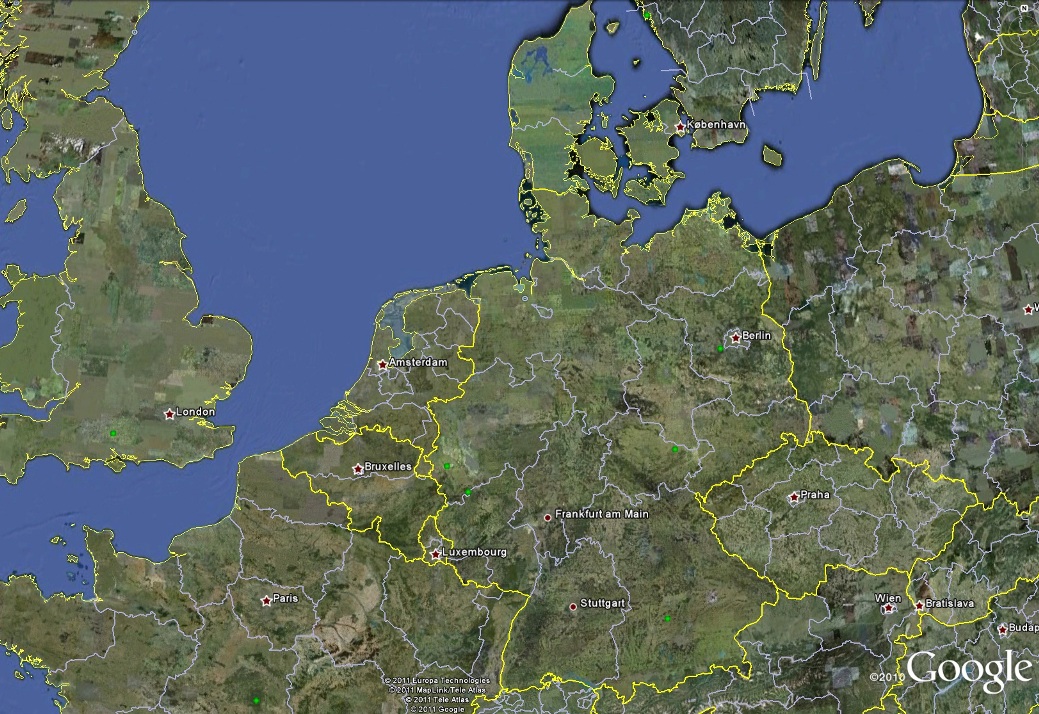 N
København
Berlin
W
Amsterdam
London
Bruxelles
Praha
Frankfurt am Main
Luxembourg
Paris
Stuttgart
Wien
Bratislava
Budap
© 2011 Europa Technologies
© 2011 MapLink/Tele Atlas
© 2011 Tele Atlas
© 2011 Google
©2010 Google